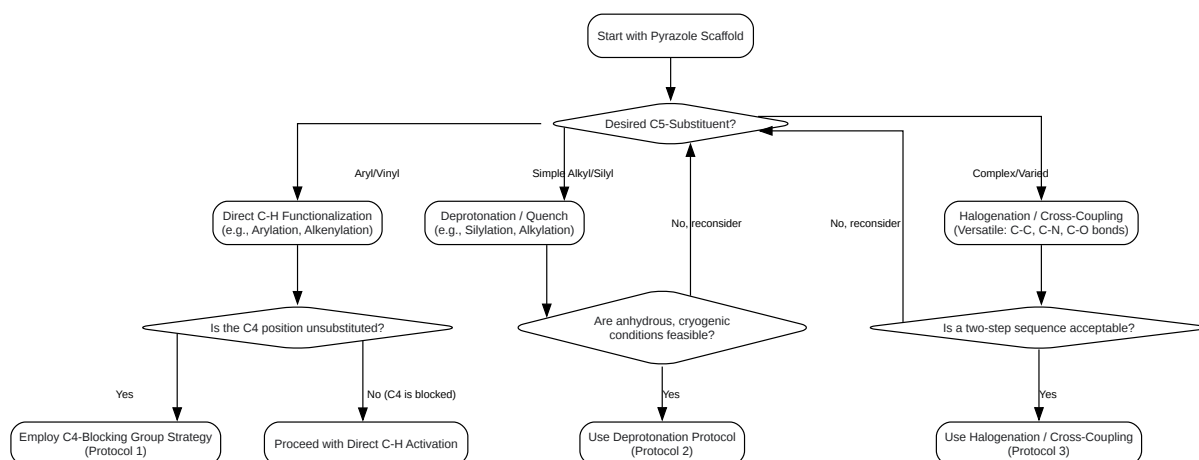 Start with Pyrazole Scaffold
Desired C5-Substituent?
Aryl/Vinyl
Simple Alkyl/Silyl
Complex/Varied
Direct C-H Functionalization
(e.g., Arylation, Alkenylation)
Deprotonation / Quench
(e.g., Silylation, Alkylation)
No, reconsider
No, reconsider
Halogenation / Cross-Coupling
(Versatile: C-C, C-N, C-O bonds)
Is the C4 position unsubstituted?
Are anhydrous, cryogenic
conditions feasible?
Is a two-step sequence acceptable?
Yes
No (C4 is blocked)
Yes
Yes
Employ C4-Blocking Group Strategy
(Protocol 1)
Proceed with Direct C-H Activation
Use Deprotonation Protocol
(Protocol 2)
Use Halogenation / Cross-Coupling
(Protocol 3)